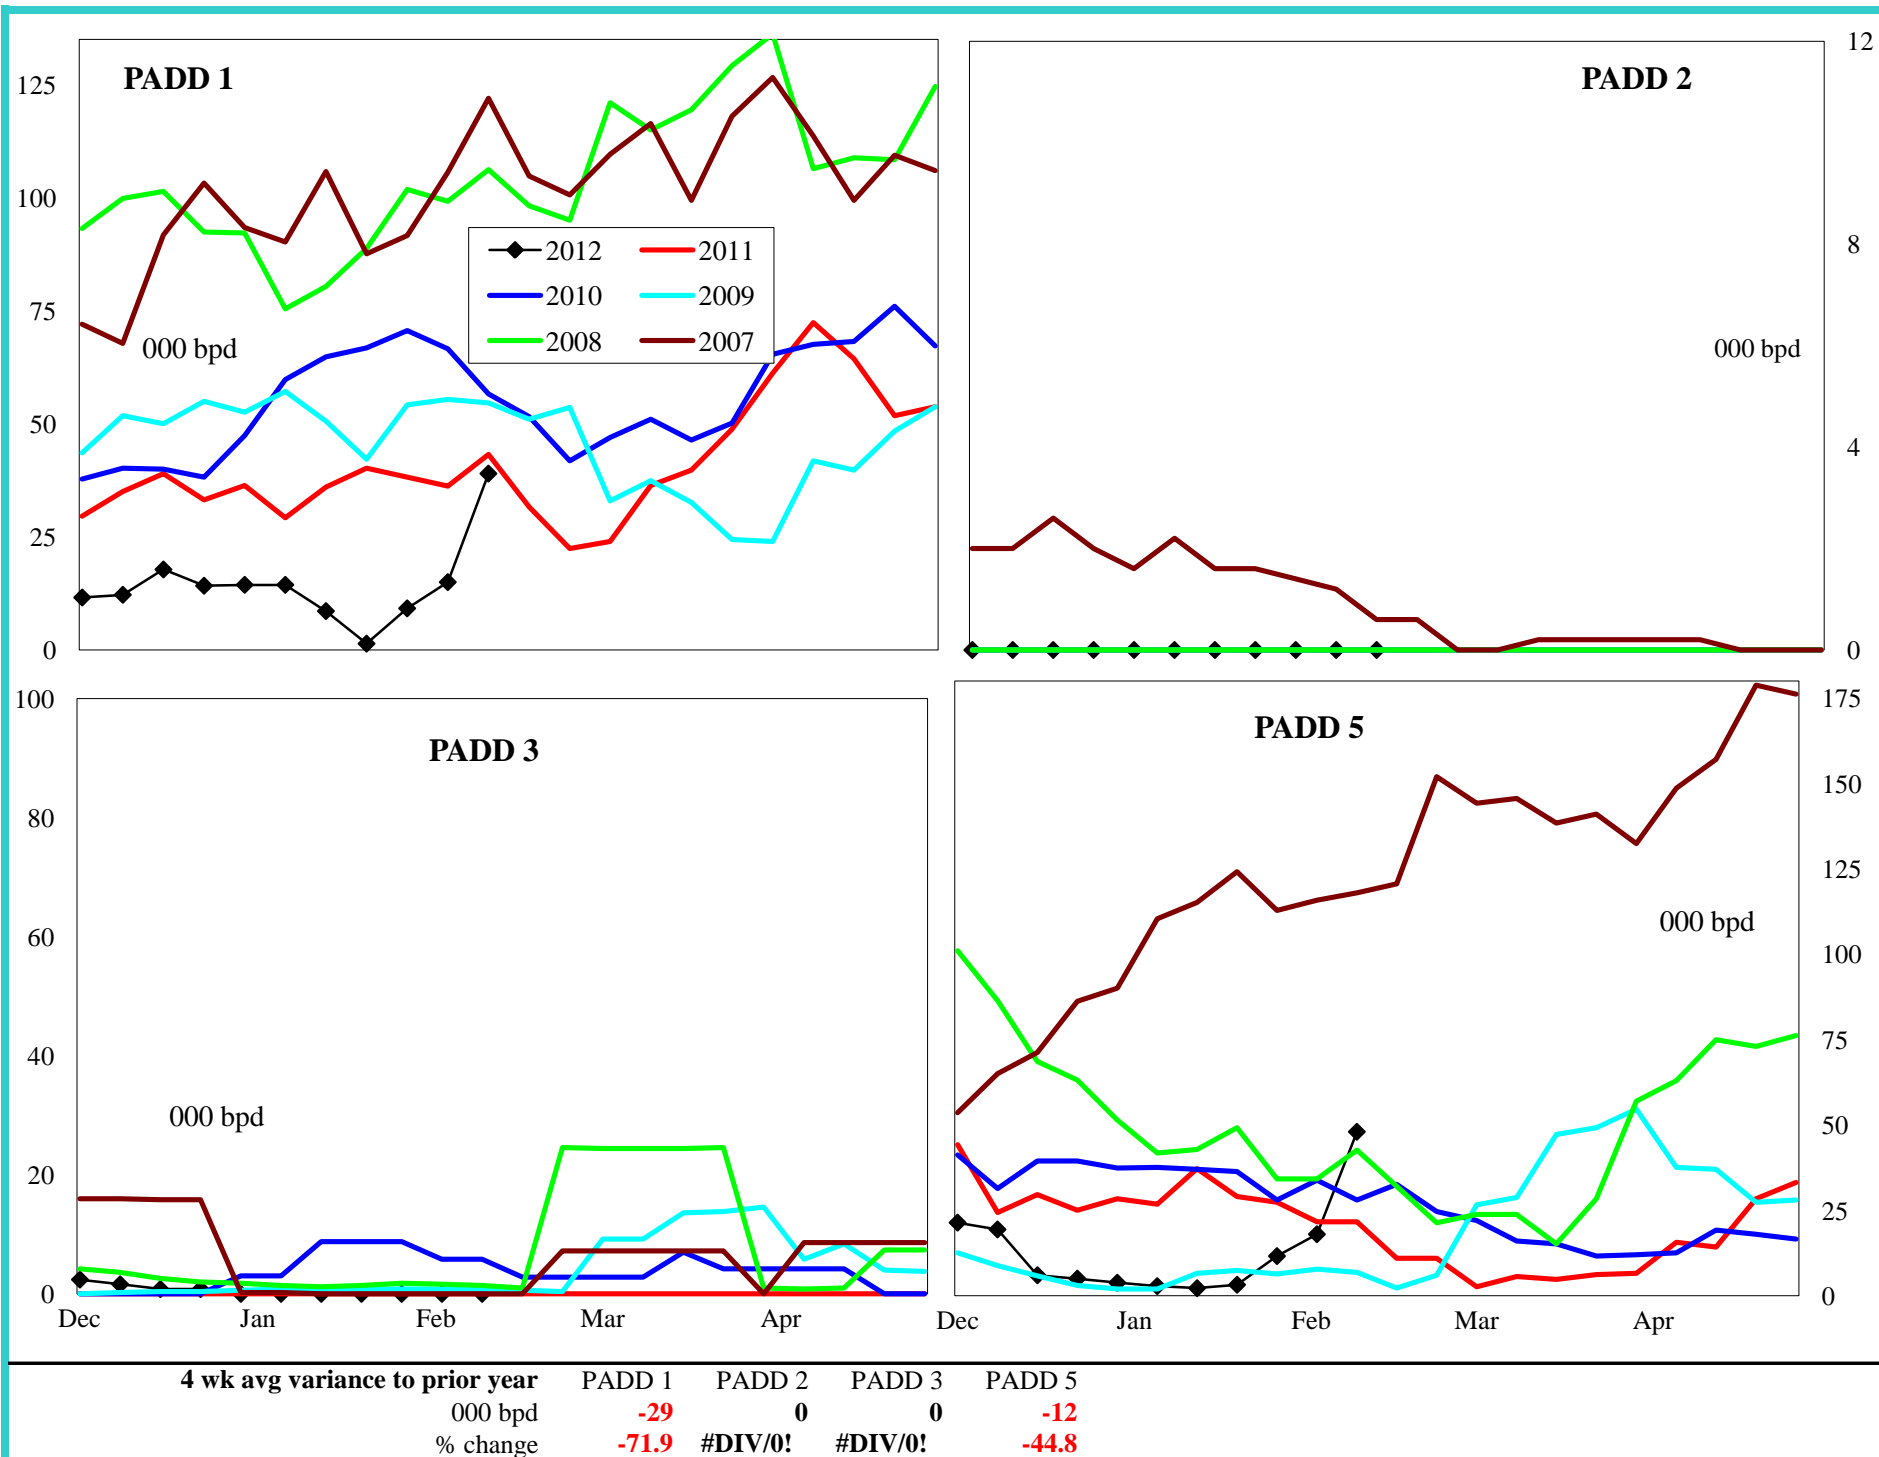 PADD 1
125
100
75
50
25
0
000 bpd
2012 2011
2010 2009
2008 2007
PADD 2
12
8
4
0
000 bpd
PADD 3
100
80
60
40
20
0
000 bpd
Dec Jan Feb Mar Apr
PADD 5
175
150
125
100
75
50
25
0
000 bpd
Dec Jan Feb Mar Apr
4 wk avg variance to prior year PADD 1 PADD 2 PADD 3 PADD 5
000 bpd -29 0 0 -12
% change -71.9 #DIV/0! #DIV/0! -44.8